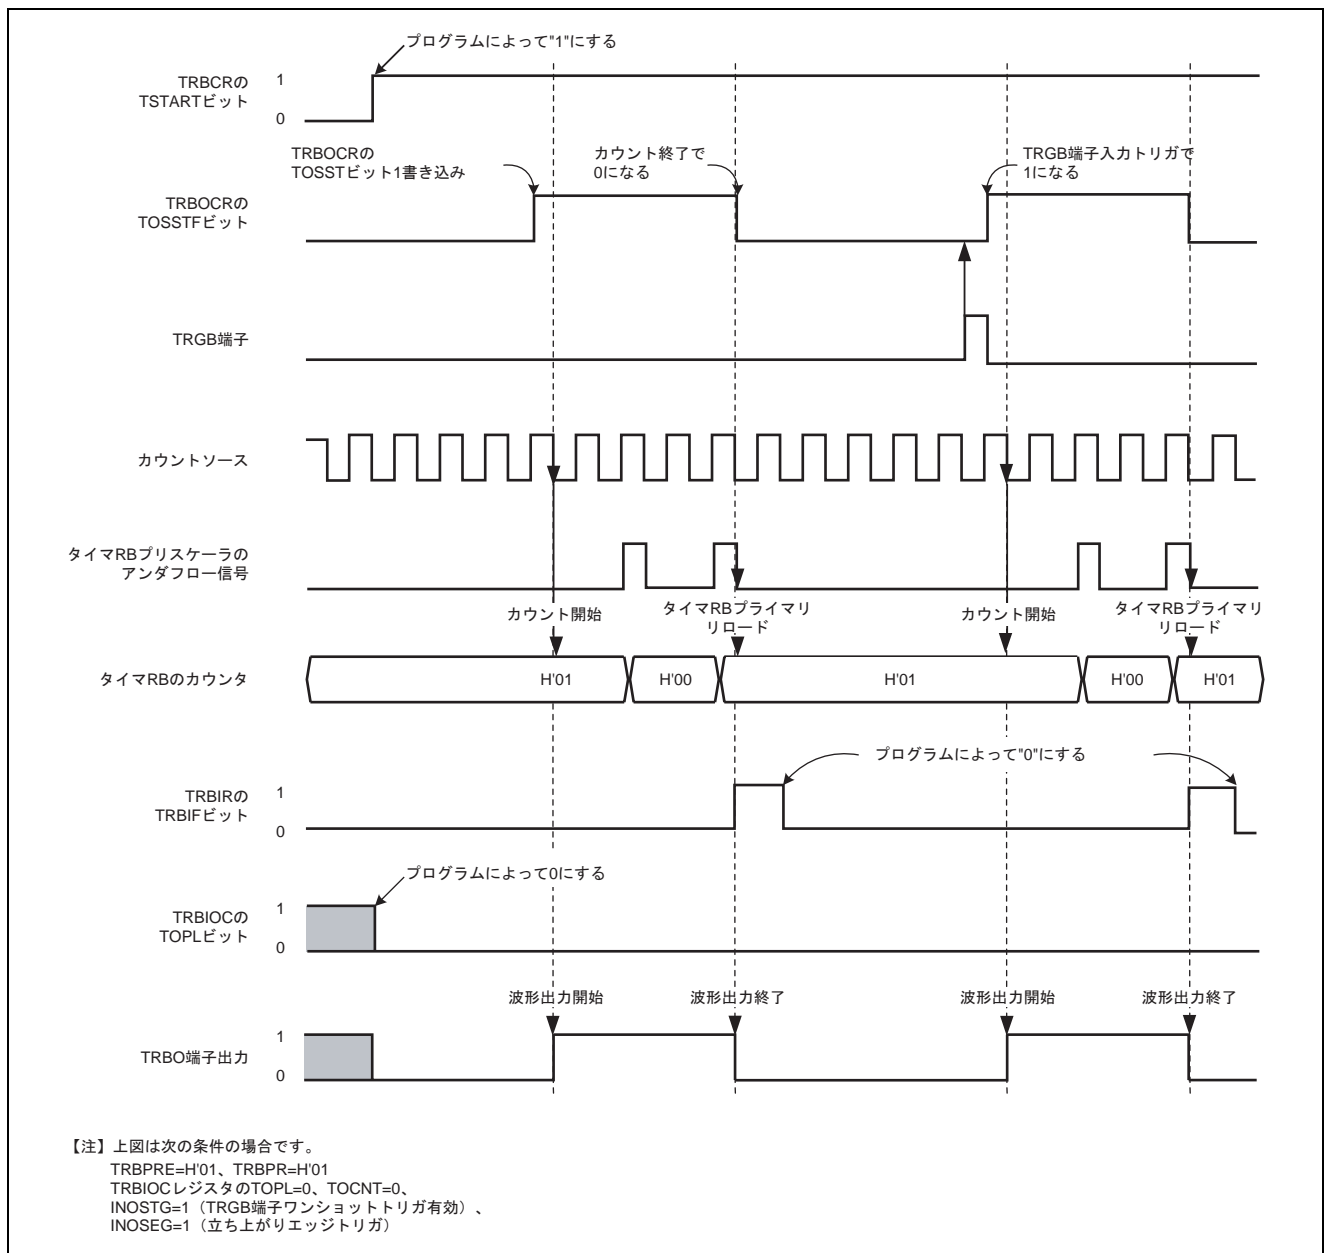 プログラムによって"1"にする
TRBCRの
TSTARTビット
1
0
TRBOCRの
TOSSTビット1書き込み
カウント終了で
0になる
TRGB端子入力トリガで
1になる
TRBOCRの
TOSSTFビット
TRGB端子
カウントソース
タイマRBプリスケーラの
アンダフロー信号
カウント開始
タイマRBプライマリ
リロード
カウント開始
タイマRBプライマリ
リロード
タイマRBのカウンタ
H'01
H'00
H'01
H'00
H'01
プログラムによって"0"にする
TRBIRの
TRBIFビット
1
0
プログラムによって0にする
TRBIOCの
TOPLビット
1
0
波形出力開始
波形出力終了
波形出力開始
波形出力終了
TRBO端子出力
1
0
【注】上図は次の条件の場合です。
TRBPRE=H'01、TRBPR=H'01
TRBIOCレジスタのTOPL=0、TOCNT=0、
INOSTG=1（TRGB端子ワンショットトリガ有効）、
INOSEG=1（立ち上がりエッジトリガ）